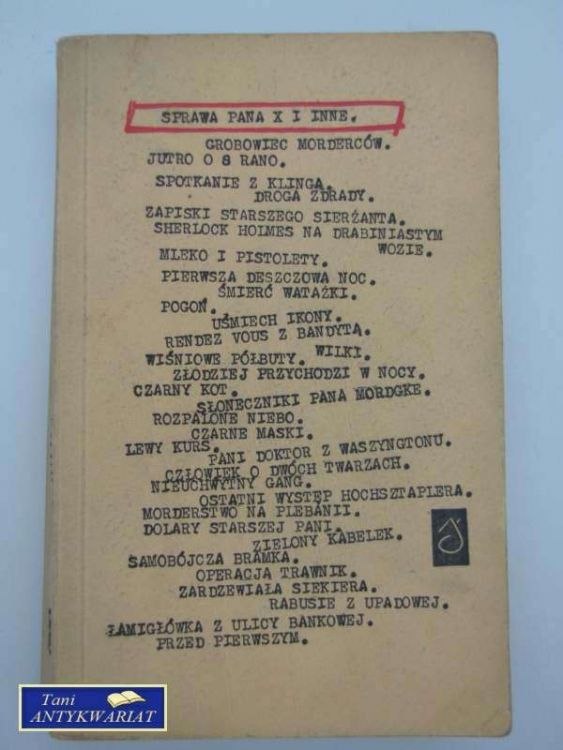 SPRAWA PANA X I INNE.
GROBOWIEC MORDERCÓW.
JUTRO O 8 RANO.
SPOTKANIE Z KLINGĄ.
DROGA ZDRADY.
ZAPISKI STARSZEGO SIERŻANTA.
SHERLOCK HOLMES NA DRABINIASTYM
WOZIE.
MLEKO I PISTOLETY.
PIERWSZA DESZCZOWA NOC.
ŚMIERĆ WATAŻKI.
POGOŃ.
UŚMIECH IKONY.
RENDEZ VOUS Z BANDYTĄ.
WIŚNIOWE PÓŁBUTY. WILKI.
ZŁODZIEJ PRZYCHODZI W NOCY.
CZARNY KOT.
SŁONECZNIKI PANA MORDGKE.
ROZPALONE NIEBO.
CZARNE MASKI.
LEWY KURS.
PANI DOKTOR Z WASZYNGTONU.
CZŁOWIEK O DWÓCH TWARZACH.
NIEUCHWYTNY GANG.
OSTATNI WYSTĘP HOCHSZTAPLERA.
MORDERSTWO NA PLEBANII.
DOLARY STARSZEJ PANI.
ZIELONY KABELEK.
SAMOBÓJCZA BRAMKA.
OPERACJA TRAWNIK.
ZARDZEWIAŁA SIEKIERA.
RABUSIE Z UPADOWEJ.
ŁAMIGŁÓWKA Z ULICY BANKOWEJ.
PRZED PIERWSZYM.
Tani
ANTYKWARIAT